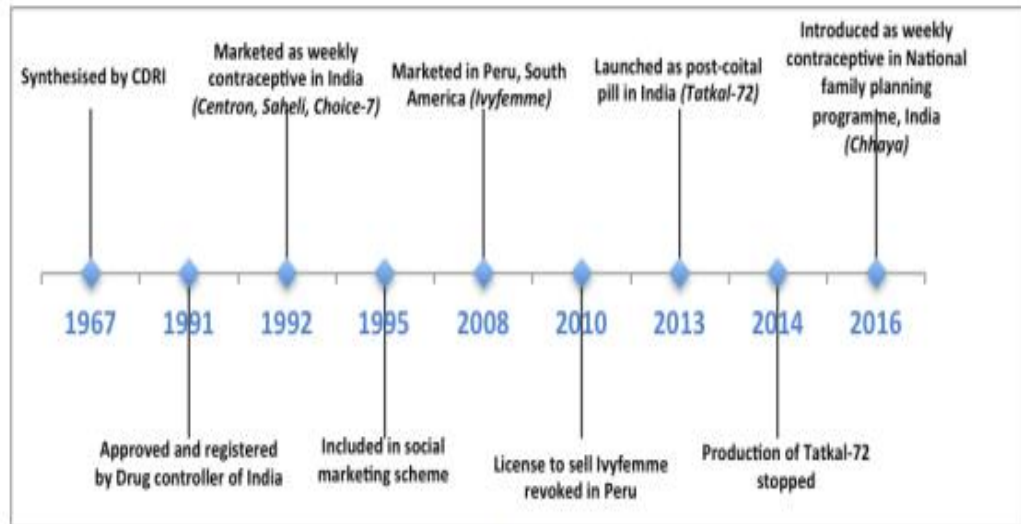 Synthesised by CDRI
Marketed as weekly
contraceptive in India
(Centron, Saheli, Choice-7)
Marketed in Peru, South
America (Ivyfemme)
Launched as post-coital
pill in India (Tatkal-72)
Introduced as weekly
contraceptive in National
family planning
programme, India
(Chhaya)
1967
1991
1992
1995
2008
2010
2013
2014
2016
Approved and registered
by Drug controller of India
Included in social
marketing scheme
License to sell Ivyfemme
revoked in Peru
Production of Tatkal-72
stopped